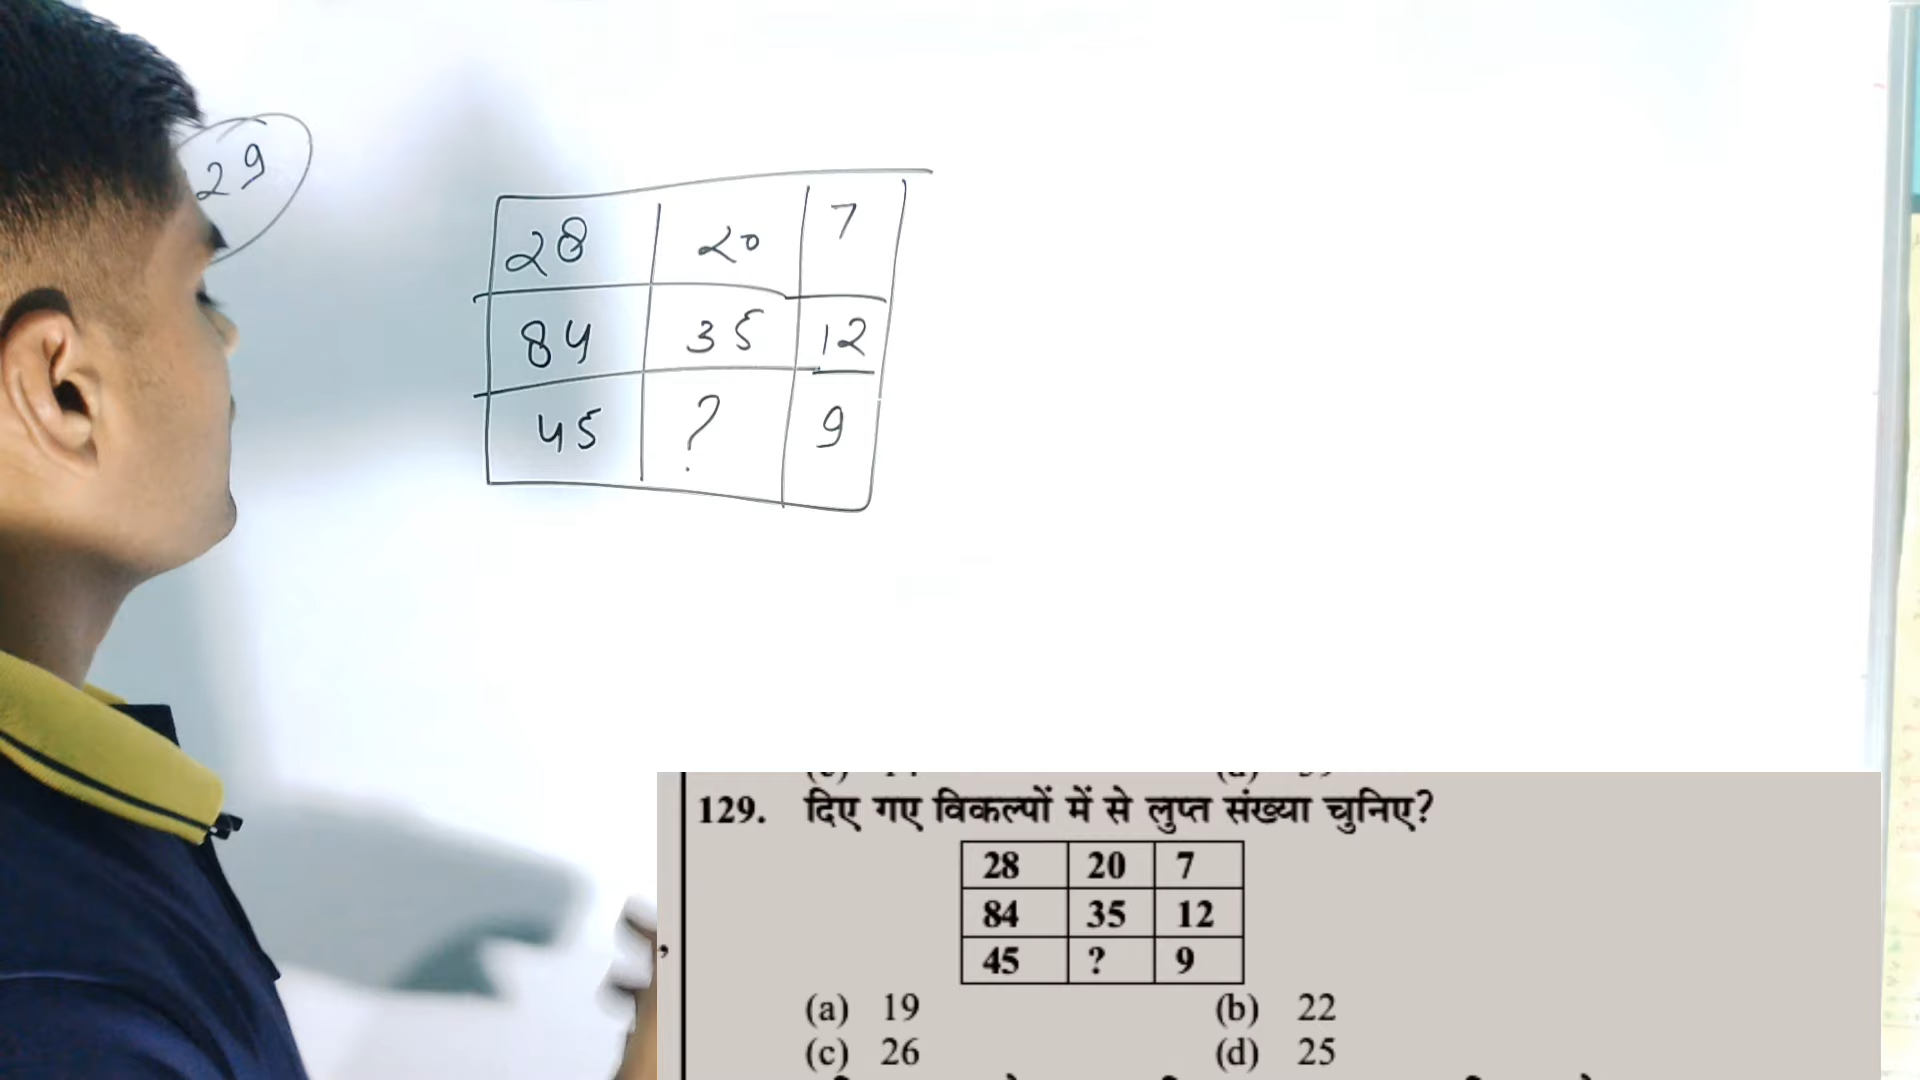 29
28 20 7
84 35 12
45 ? 9
129. दिए गए विकल्पों में से लुप्त संख्या चुनिए?
28 20 7
84 35 12
45 ? 9
(a) 19 (b) 22
(c) 26 (d) 25